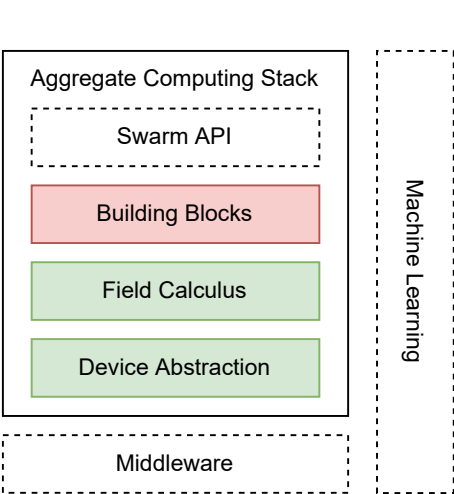 Aggregate Computing Stack
Swarm API
Building Blocks
Field Calculus
Device Abstraction
Middleware
Machine Learning